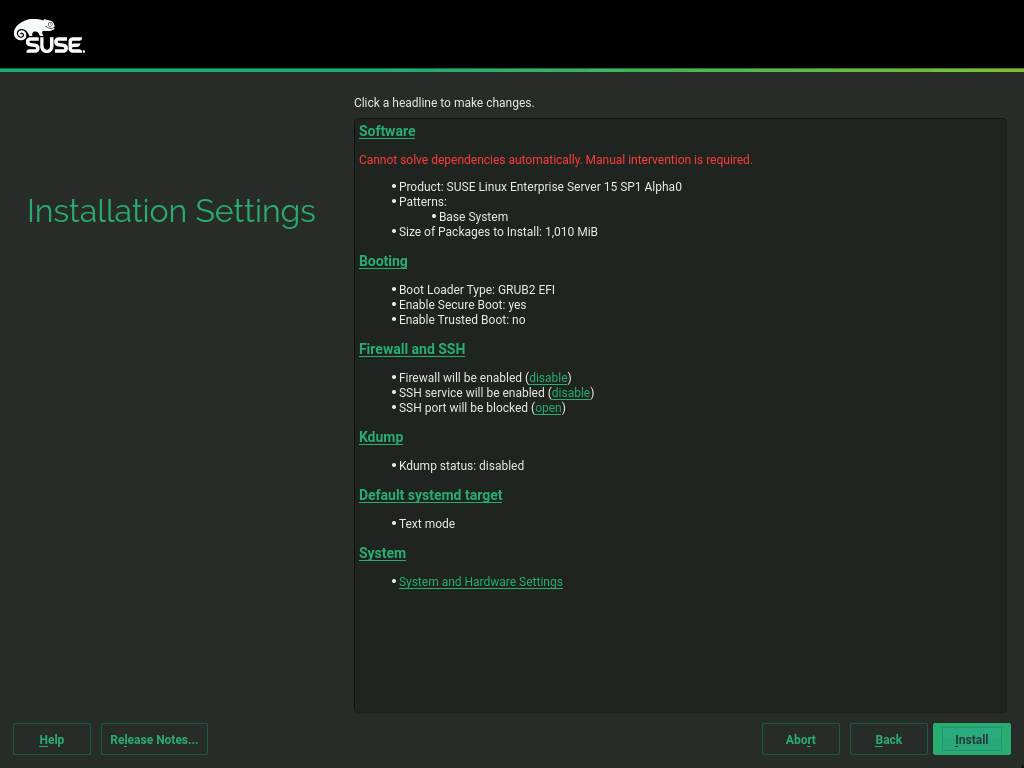 SUSE.
Click a headline to make changes.
Installation Settings
Software
Cannot solve dependencies automatically. Manual intervention is required.
• Product: SUSE Linux Enterprise Server 15 SP1 Alpha0
• Patterns:
• Base System
• Size of Packages to Install: 1,010 MiB
Booting
• Boot Loader Type: GRUB2 EFI
• Enable Secure Boot: yes
• Enable Trusted Boot: no
Firewall and SSH
• Firewall will be enabled (disable)
• SSH service will be enabled (disable)
• SSH port will be blocked (open)
Kdump
• Kdump status: disabled
Default systemd target
• Text mode
System
• System and Hardware Settings
Help Release Notes... Abort Back Install